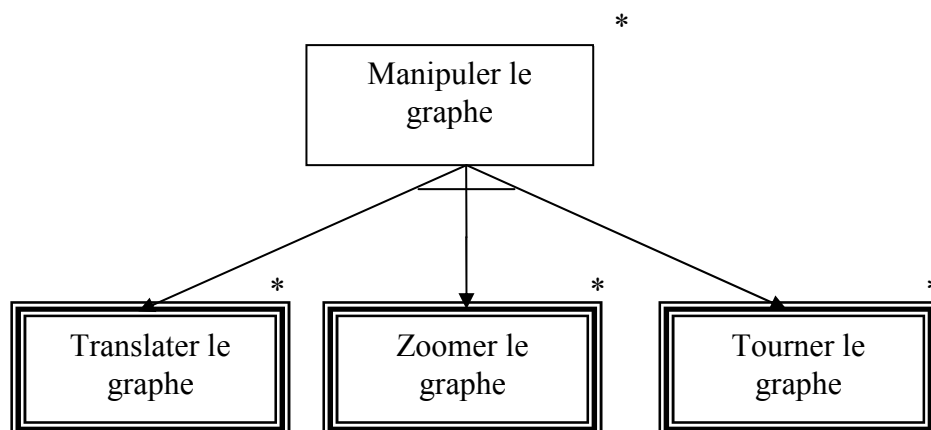 *
Manipuler le
graphe
* * *
Translater le Zoomer le Tourner le
graphe graphe graphe